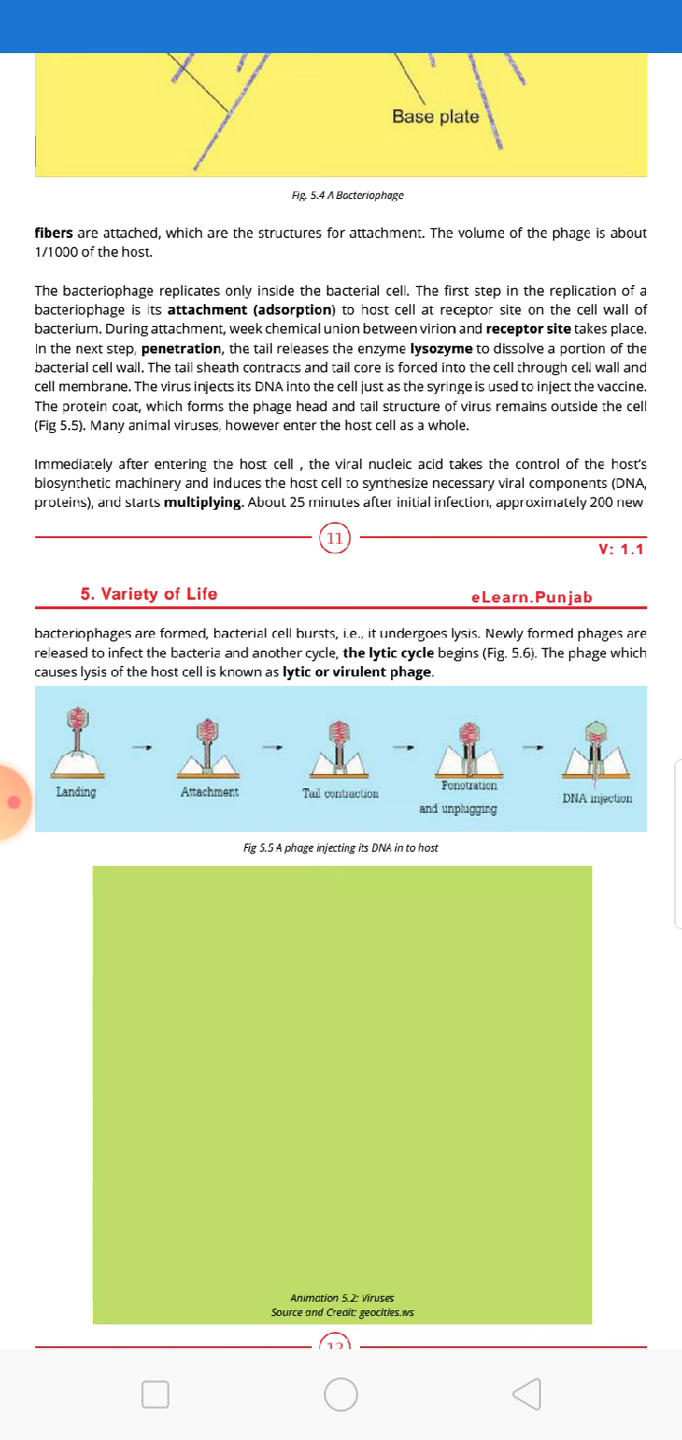 Base plate
Fig. 5.4 A Bacteriophage
fibers are attached, which are the structures for attachment. The volume of the phage is about
1/1000 of the host.
The bacteriophage replicates only inside the bacterial cell. The first step in the replication of a
bacteriophage is its attachment (adsorption) to host cell at receptor site on the cell wall of
bacterium. During attachment, week chemical union between virion and receptor site takes place.
In the next step, penetration, the tail releases the enzyme lysozyme to dissolve a portion of the
bacterial cell wall. The tail sheath contracts and tail core is forced into the cell through cell wall and
cell membrane. The virus injects its DNA into the cell just as the syringe is used to inject the vaccine.
The protein coat, which forms the phage head and tail structure of virus remains outside the cell
(Fig 5.5). Many animal viruses, however enter the host cell as a whole.
Immediately after entering the host cell , the viral nucleic acid takes the control of the host's
biosynthetic machinery and induces the host cell to synthesize necessary viral components (DNA,
proteins), and starts multiplying. About 25 minutes after initial infection, approximately 200 new
11
V: 1.1
5. Variety of Life
eLearn.Punjab
bacteriophages are formed, bacterial cell bursts, i.e., it undergoes lysis. Newly formed phages are
released to infect the bacteria and another cycle, the lytic cycle begins (Fig. 5.6). The phage which
causes lysis of the host cell is known as lytic or virulent phage.
Landing
Attachment
Tail contraction
Penetration
and unplugging
DNA injection
Fig 5.5 A phage injecting its DNA in to host
Animation 5.2: Viruses
Source and Credit: geocities.ws
12